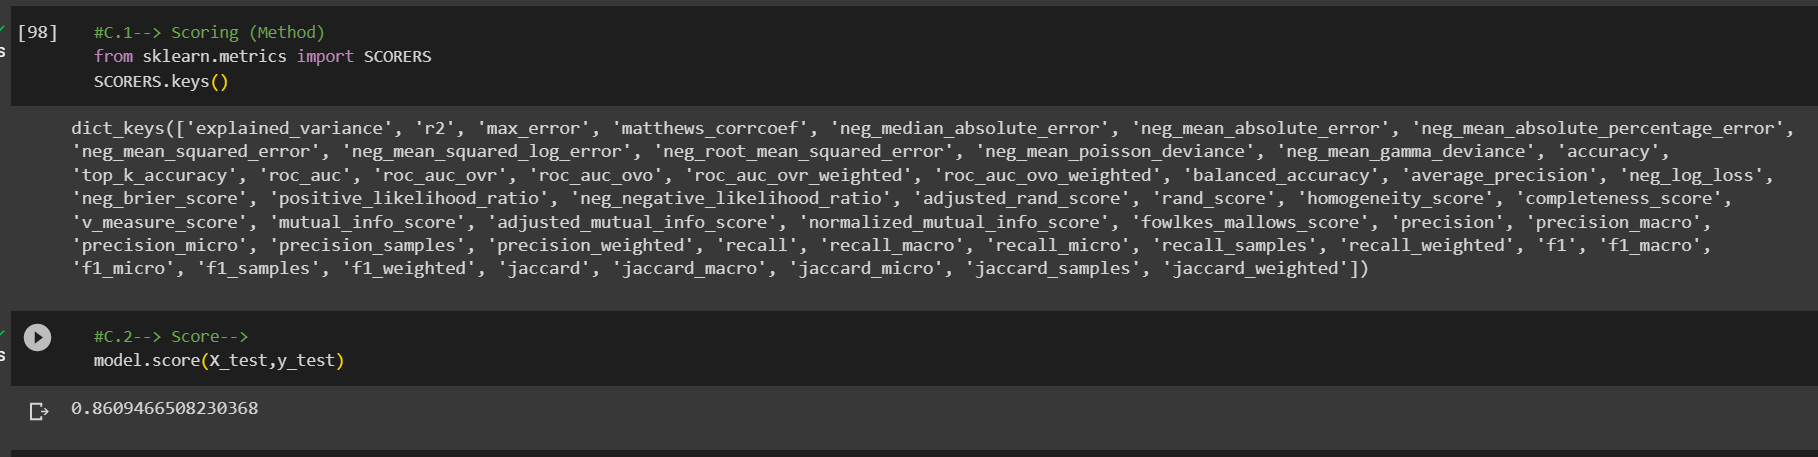 [98] #C.1--> Scoring (Method)
from sklearn.metrics import SCORERS
SCORERS.keys()
dict_keys(['explained_variance', 'r2', 'max_error', 'matthews_corrcoef', 'neg_median_absolute_error', 'neg_mean_absolute_error', 'neg_mean_absolute_percentage_error',
'neg_mean_squared_error', 'neg_mean_squared_log_error', 'neg_root_mean_squared_error', 'neg_mean_poisson_deviance', 'neg_mean_gamma_deviance', 'accuracy',
'top_k_accuracy', 'roc_auc', 'roc_auc_ovr', 'roc_auc_ovo', 'roc_auc_ovr_weighted', 'roc_auc_ovo_weighted', 'balanced_accuracy', 'average_precision', 'neg_log_loss',
'neg_brier_score', 'positive_likelihood_ratio', 'neg_negative_likelihood_ratio', 'adjusted_rand_score', 'rand_score', 'homogeneity_score', 'completeness_score',
'v_measure_score', 'mutual_info_score', 'adjusted_mutual_info_score', 'normalized_mutual_info_score', 'fowlkes_mallows_score', 'precision', 'precision_macro',
'precision_micro', 'precision_samples', 'precision_weighted', 'recall', 'recall_macro', 'recall_micro', 'recall_samples', 'recall_weighted', 'f1', 'f1_macro',
'f1_micro', 'f1_samples', 'f1_weighted', 'jaccard', 'jaccard_macro', 'jaccard_micro', 'jaccard_samples', 'jaccard_weighted'])
#C.2--> Score-->
model.score(X_test,y_test)
0.8609466508230368